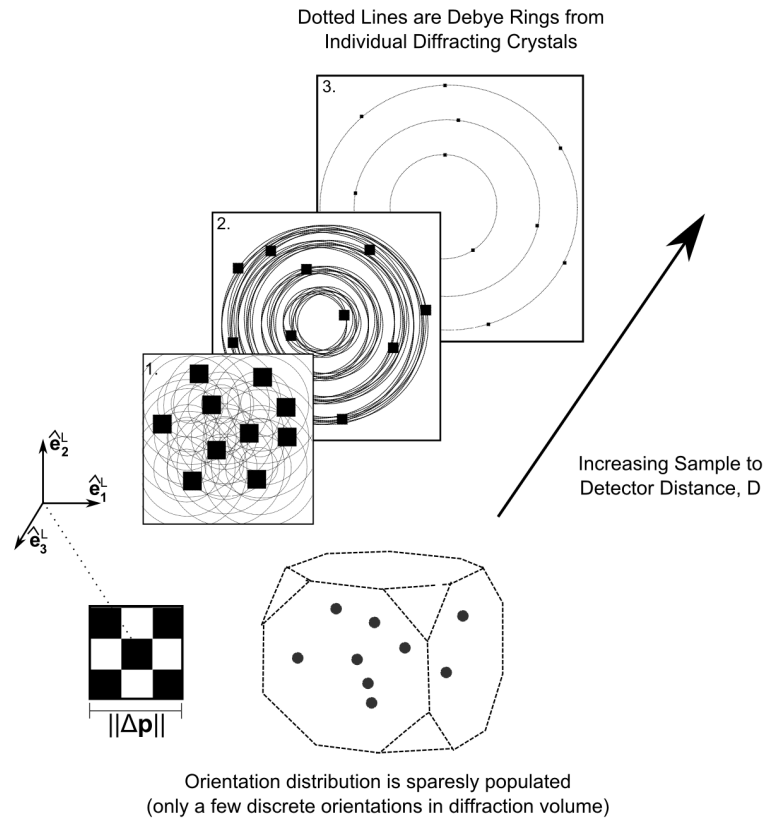 Dotted Lines are Debye Rings from
Individual Diffracting Crystals
3.
2.
1.
ê₂ᴸ
ê₁ᴸ
ê₃ᴸ
Increasing Sample to
Detector Distance, D
||Δp||
Orientation distribution is sparesly populated
(only a few discrete orientations in diffraction volume)